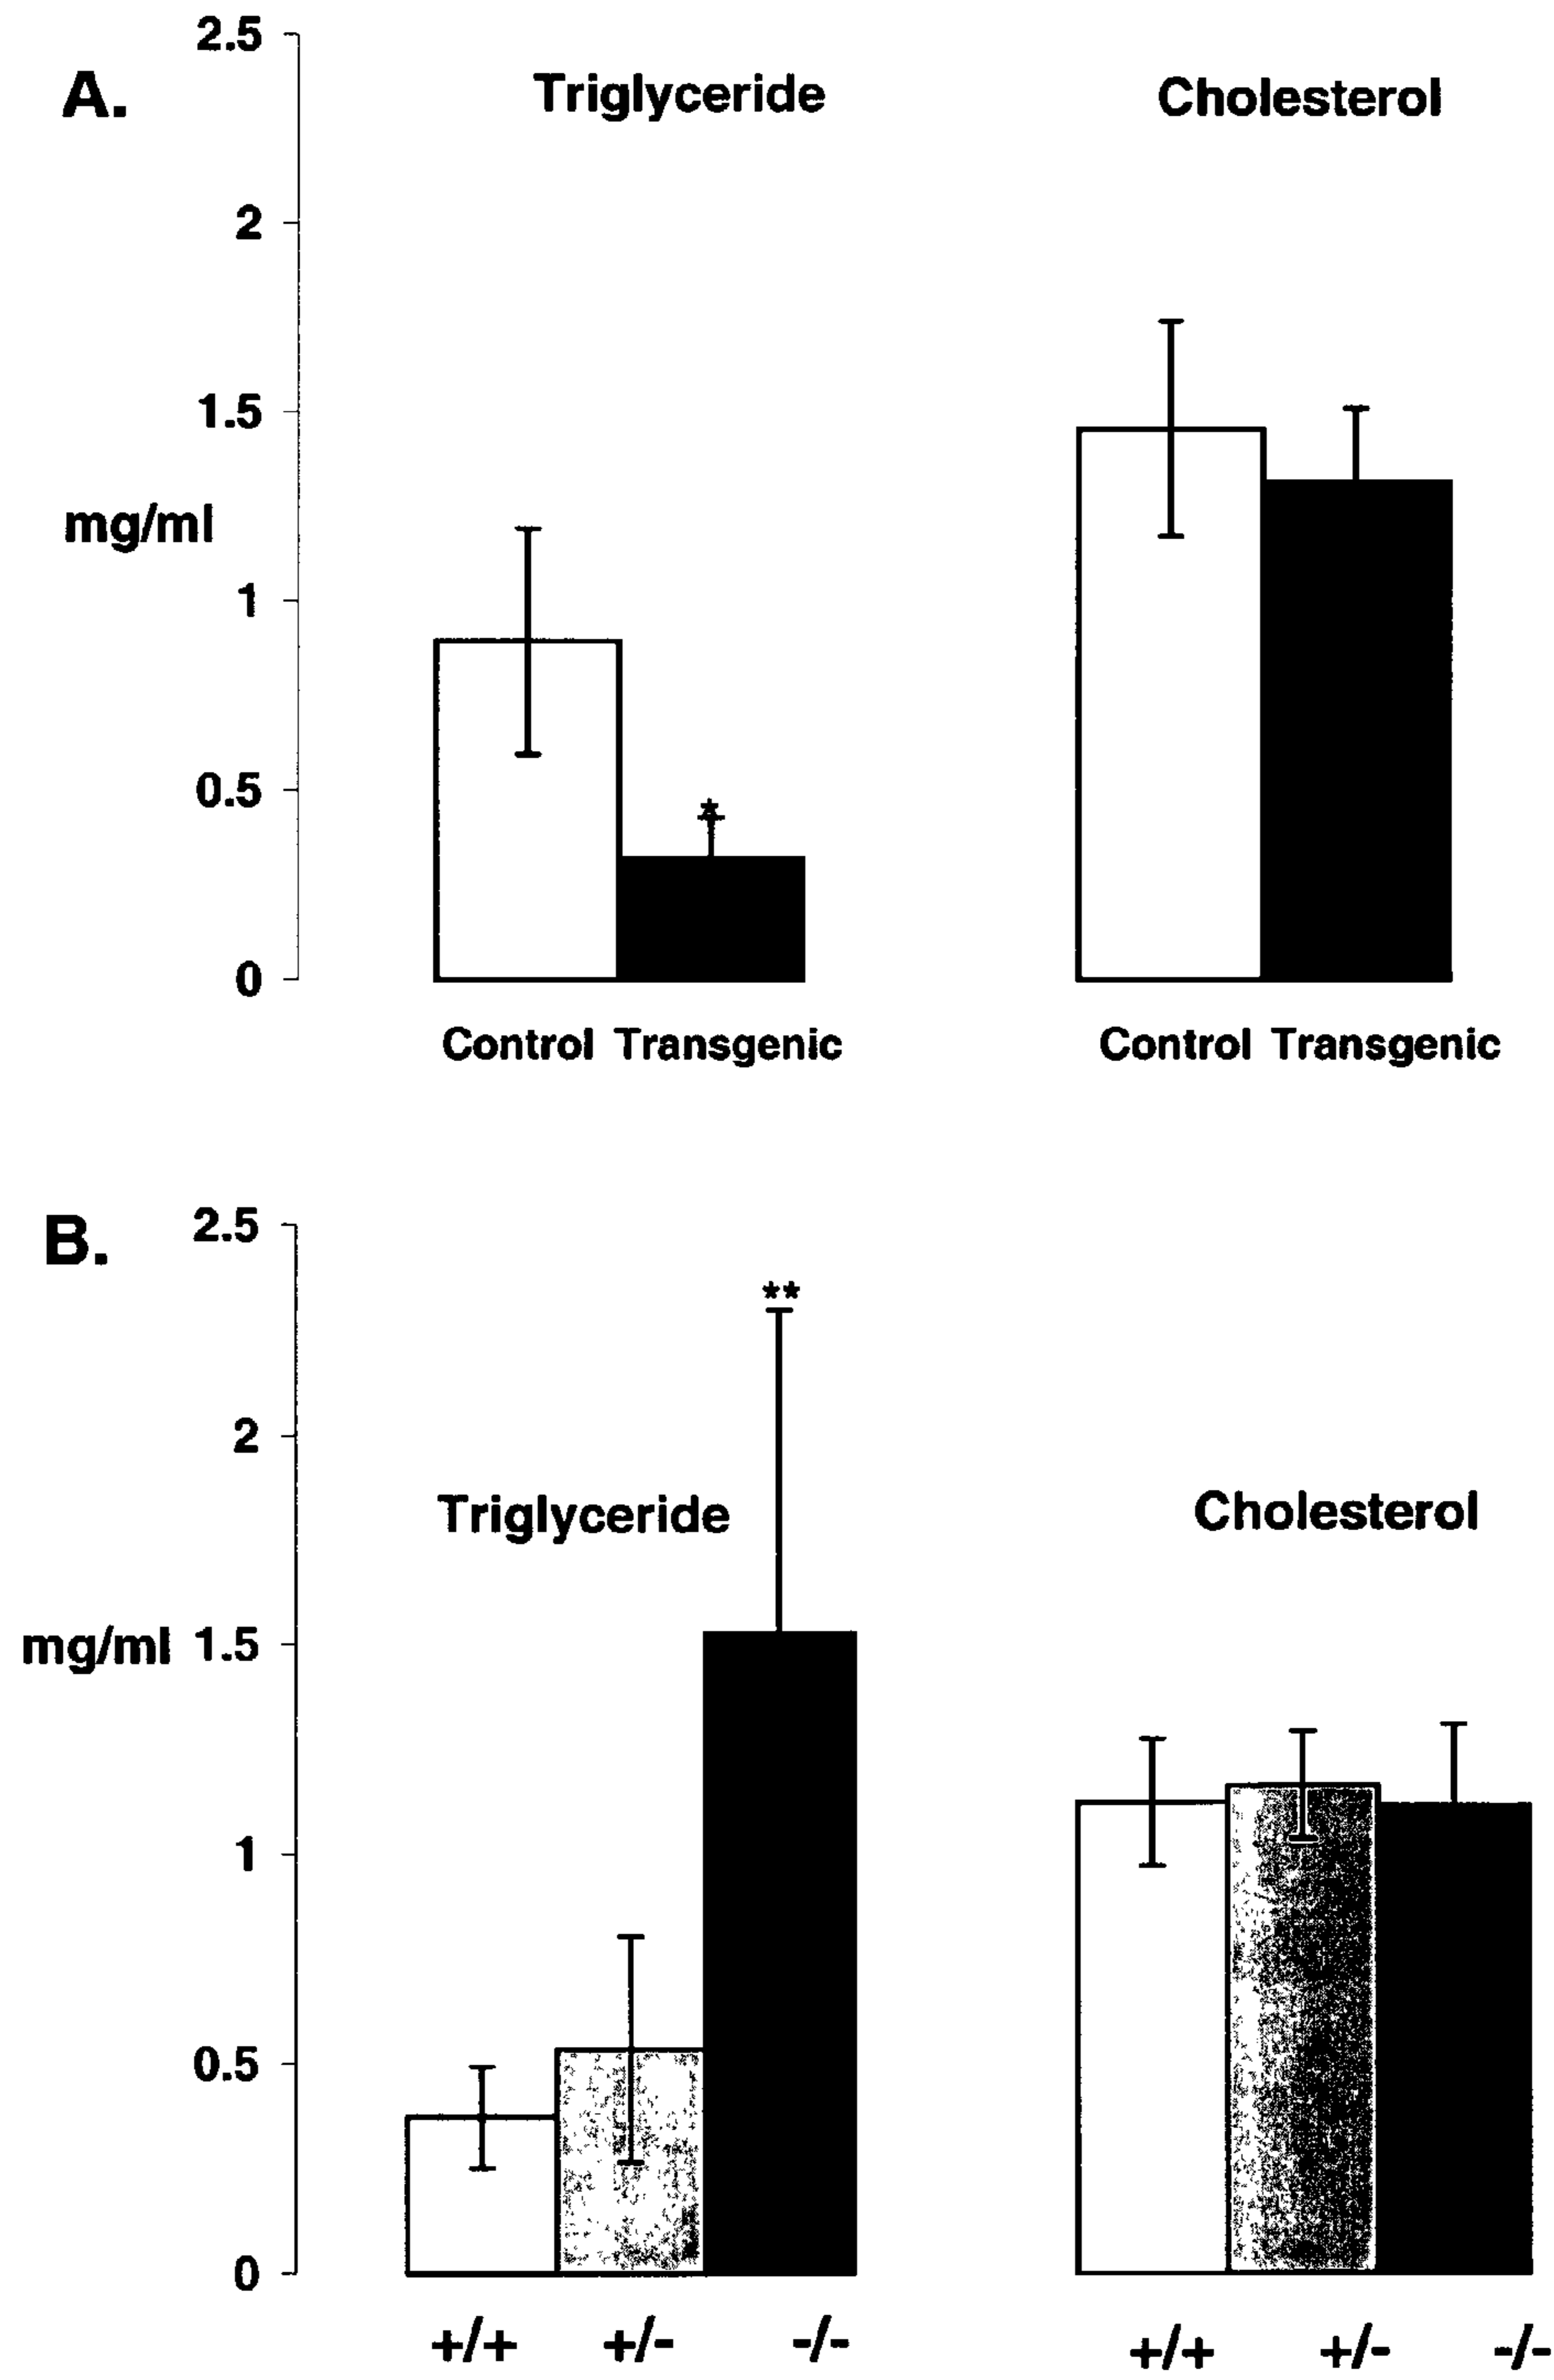 A.
2.5
Triglyceride
Cholesterol
2
1.5
mg/ml
1
0.5
*
0
Control Transgenic
Control Transgenic
B.
2.5
**
2
Triglyceride
Cholesterol
mg/ml 1.5
1
0.5
0
+/+ +/- -/-
+/+ +/- -/-